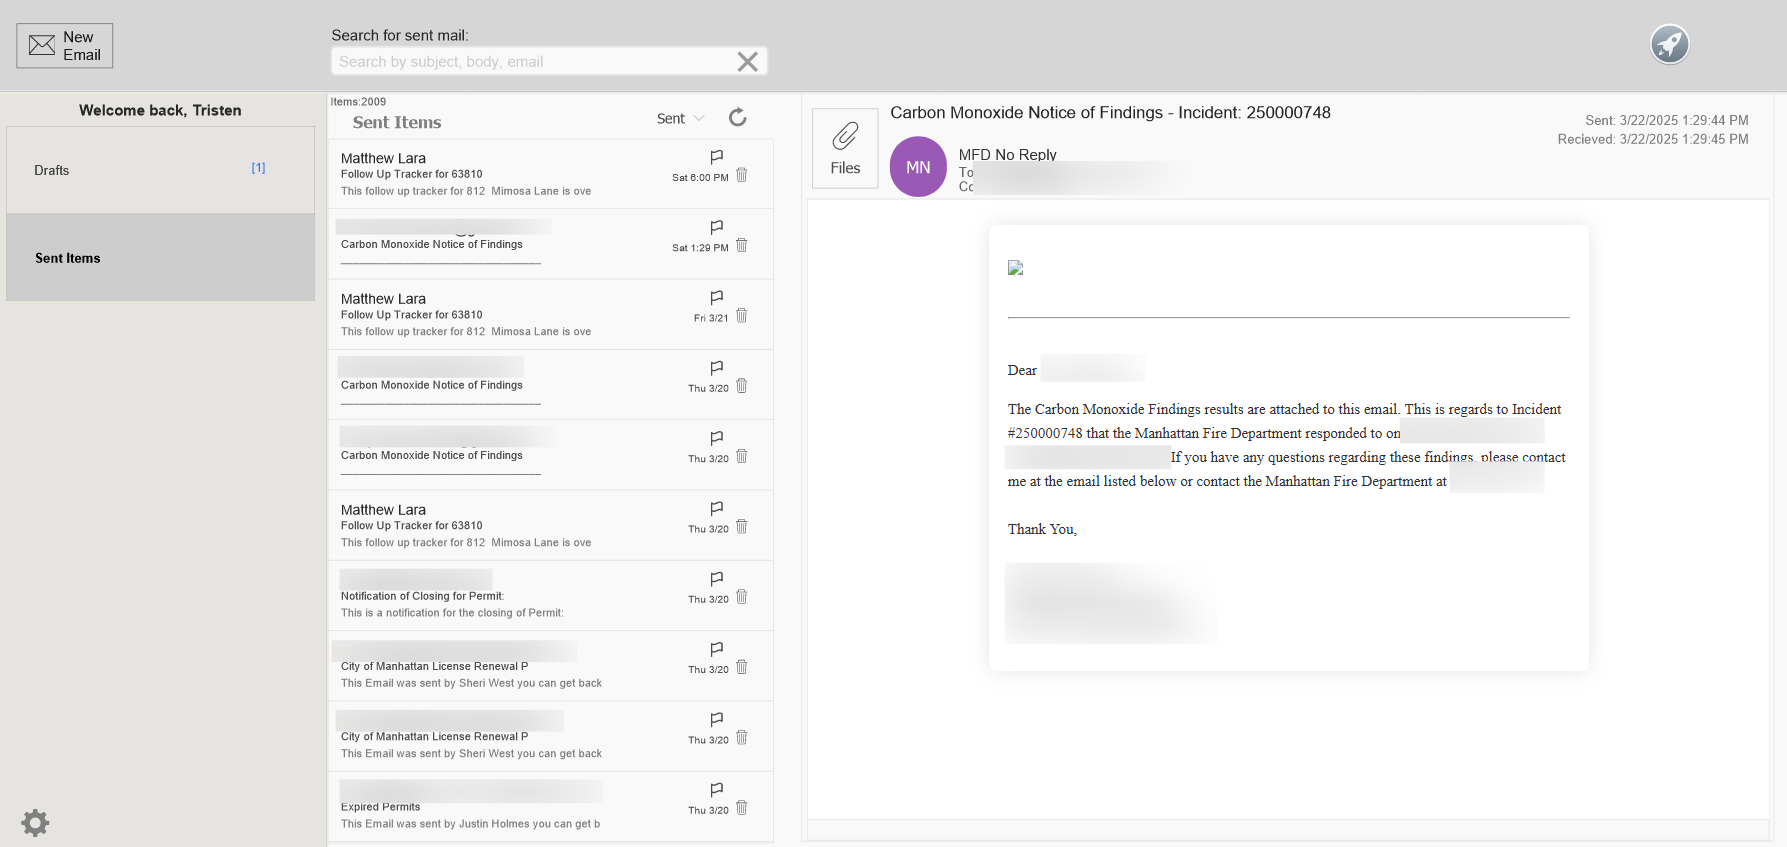 New
Email
Search for sent mail:
Search by subject, body, email
Welcome back, Tristen
Drafts
[1]
Sent Items
Items:2009
Sent Items
Sent
Matthew Lara
Follow Up Tracker for 63810
Sat 6:00 PM
This follow up tracker for 812  Mimosa Lane is ove
Carbon Monoxide Notice of Findings
Sat 1:29 PM
________________________________
Matthew Lara
Follow Up Tracker for 63810
Fri 3/21
This follow up tracker for 812  Mimosa Lane is ove
Carbon Monoxide Notice of Findings
Thu 3/20
________________________________
Carbon Monoxide Notice of Findings
Thu 3/20
________________________________
Matthew Lara
Follow Up Tracker for 63810
Thu 3/20
This follow up tracker for 812  Mimosa Lane is ove
Notification of Closing for Permit:
Thu 3/20
This is a notification for the closing of Permit:
City of Manhattan License Renewal P
Thu 3/20
This Email was sent by Sheri West you can get back
City of Manhattan License Renewal P
Thu 3/20
This Email was sent by Sheri West you can get back
Expired Permits
Thu 3/20
This Email was sent by Justin Holmes you can get b
Files
Carbon Monoxide Notice of Findings - Incident: 250000748
MN
MFD No Reply
To
Cc
Sent: 3/22/2025 1:29:44 PM
Recieved: 3/22/2025 1:29:45 PM
Dear
The Carbon Monoxide Findings results are attached to this email. This is regards to Incident
#250000748 that the Manhattan Fire Department responded to on
If you have any questions regarding these findings, please contact
me at the email listed below or contact the Manhattan Fire Department at
Thank You,